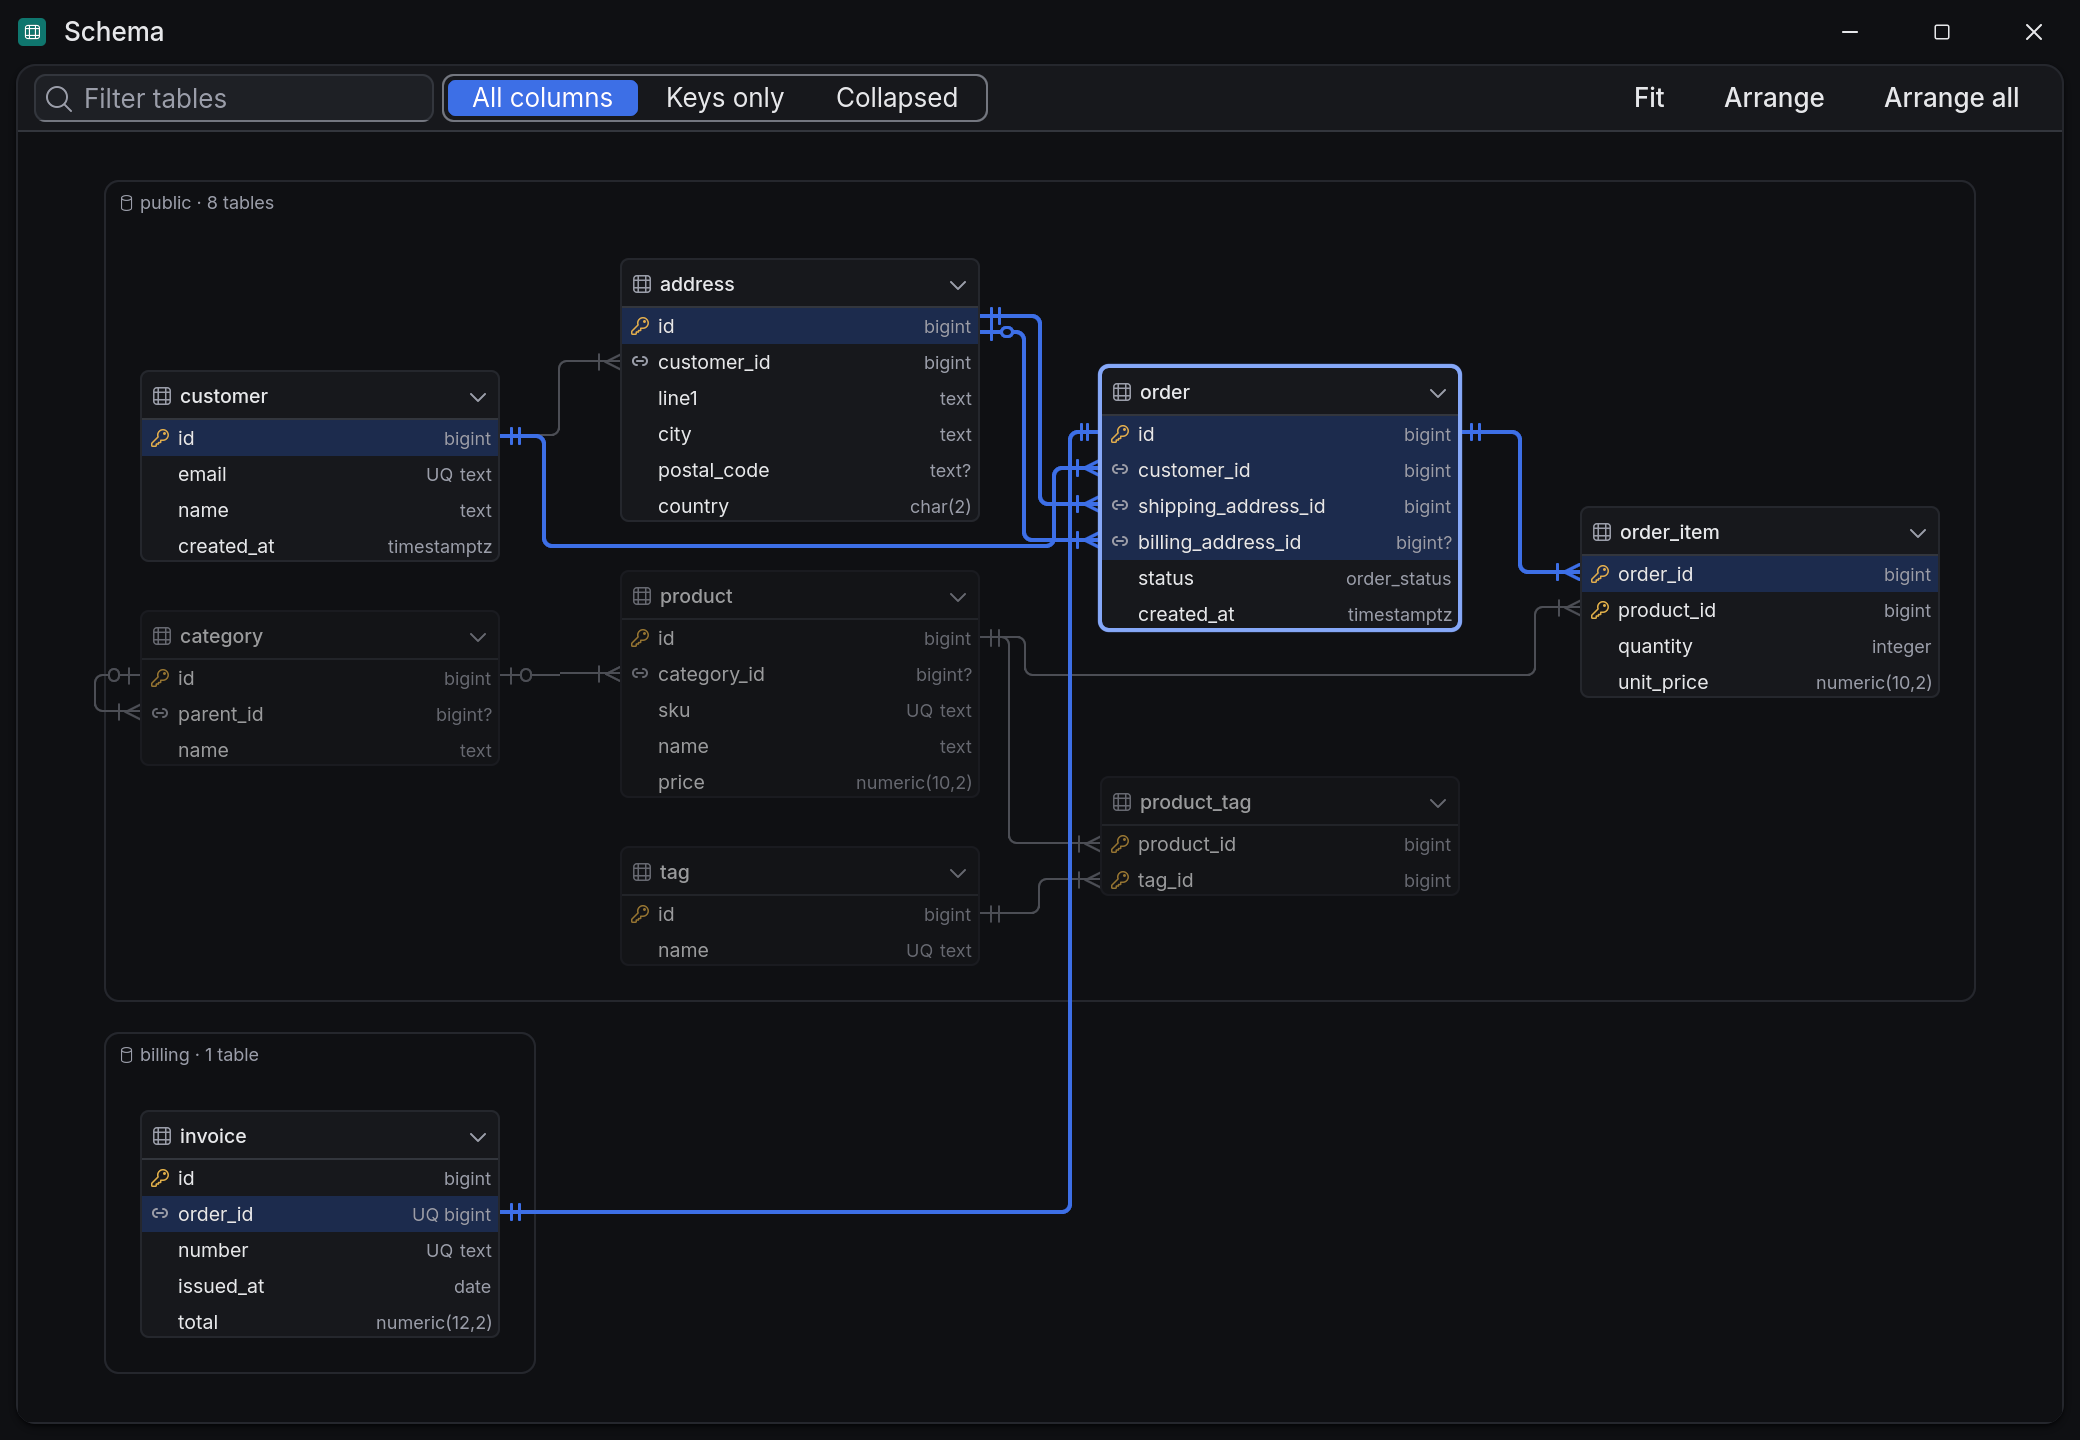 Schema
Filter tables
All columns
Keys only
Collapsed
Fit
Arrange
Arrange all
public · 8 tables
address
id bigint
customer_id bigint
line1 text
city text
postal_code text?
country char(2)
customer
id bigint
email UQ text
name text
created_at timestamptz
order
id bigint
customer_id bigint
shipping_address_id bigint
billing_address_id bigint?
status order_status
created_at timestamptz
order_item
order_id bigint
product_id bigint
quantity integer
unit_price numeric(10,2)
product
id bigint
category_id bigint?
sku UQ text
name text
price numeric(10,2)
category
id bigint
parent_id bigint?
name text
product_tag
product_id bigint
tag_id bigint
tag
id bigint
name UQ text
billing · 1 table
invoice
id bigint
order_id UQ bigint
number UQ text
issued_at date
total numeric(12,2)